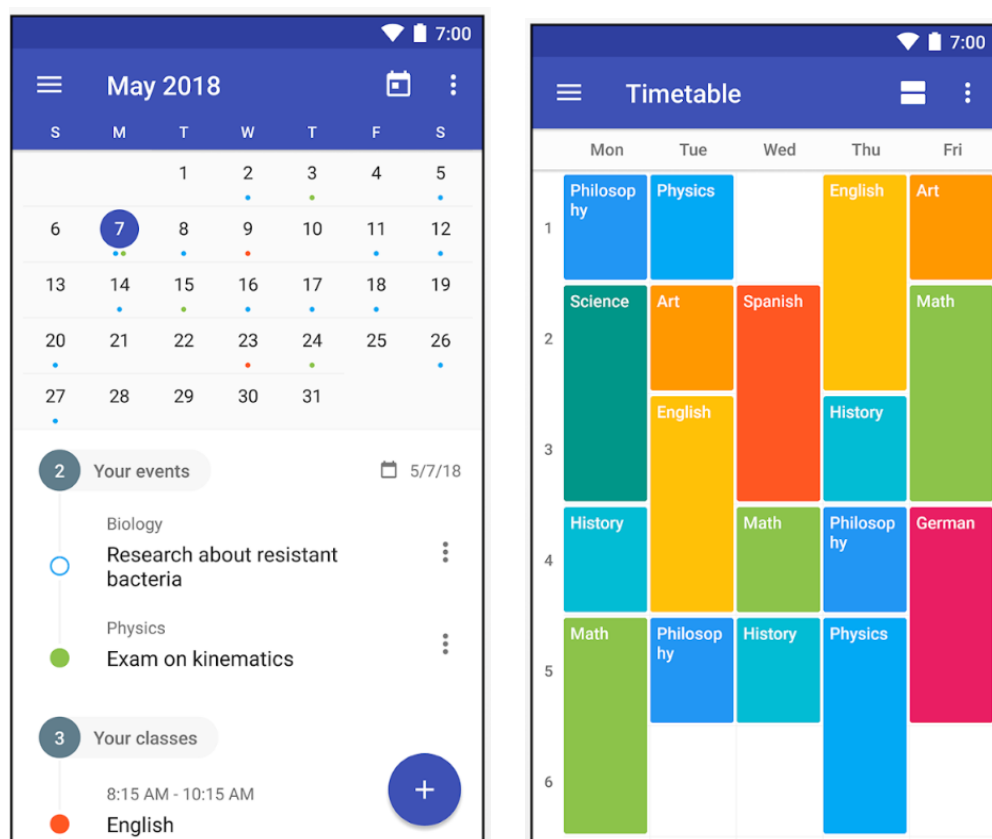 7:00
May 2018
S M T W T F S
1 2 3 4 5
6 7 8 9 10 11 12
13 14 15 16 17 18 19
20 21 22 23 24 25 26
27 28 29 30 31
2 Your events 5/7/18
Biology
Research about resistant
bacteria
Physics
Exam on kinematics
3 Your classes
8:15 AM - 10:15 AM
English
7:00
Timetable
Mon Tue Wed Thu Fri
1
Philosop
hy
Physics
English
Art
2
Science
Art
Spanish
Math
3
English
History
4
History
Math
Philosop
hy
German
5
Math
Philosop
hy
History
Physics
6